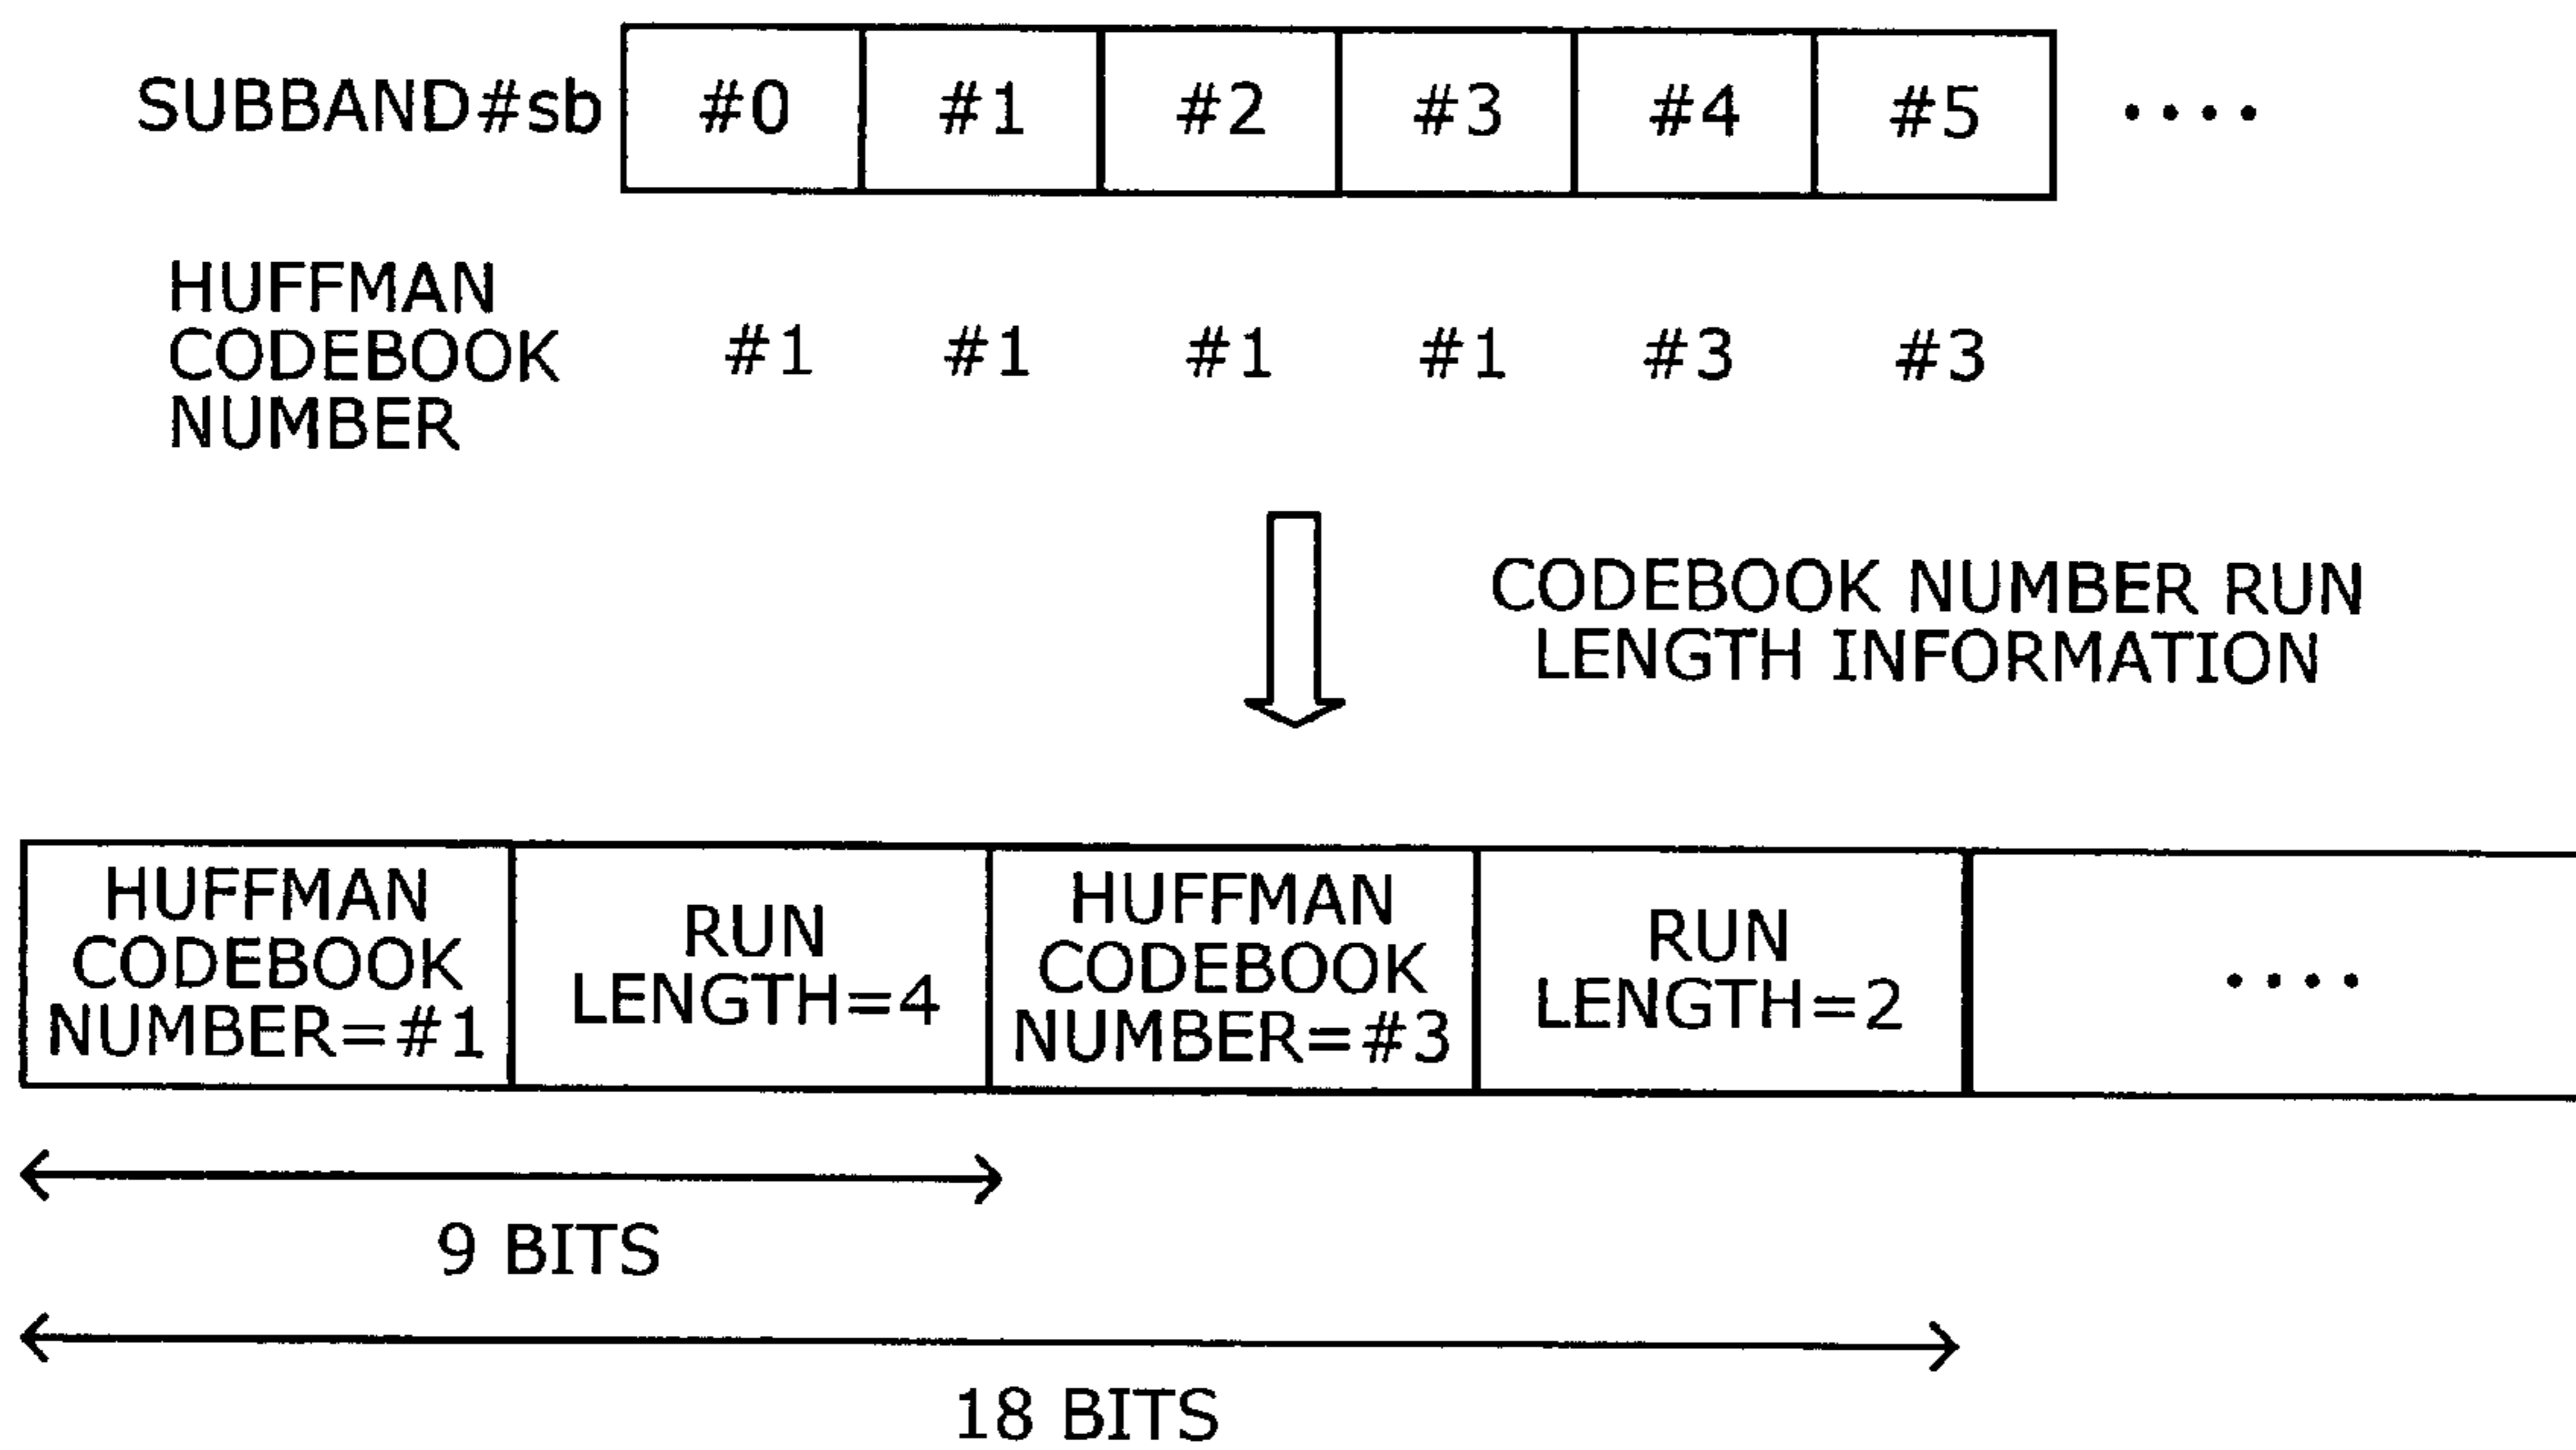 SUBBAND#sb #0 #1 #2 #3 #4 #5 ....
HUFFMAN
CODEBOOK
NUMBER
#1 #1 #1 #1 #3 #3
CODEBOOK NUMBER RUN
LENGTH INFORMATION
HUFFMAN
CODEBOOK
NUMBER=#1
RUN
LENGTH=4
HUFFMAN
CODEBOOK
NUMBER=#3
RUN
LENGTH=2
....
9 BITS
18 BITS